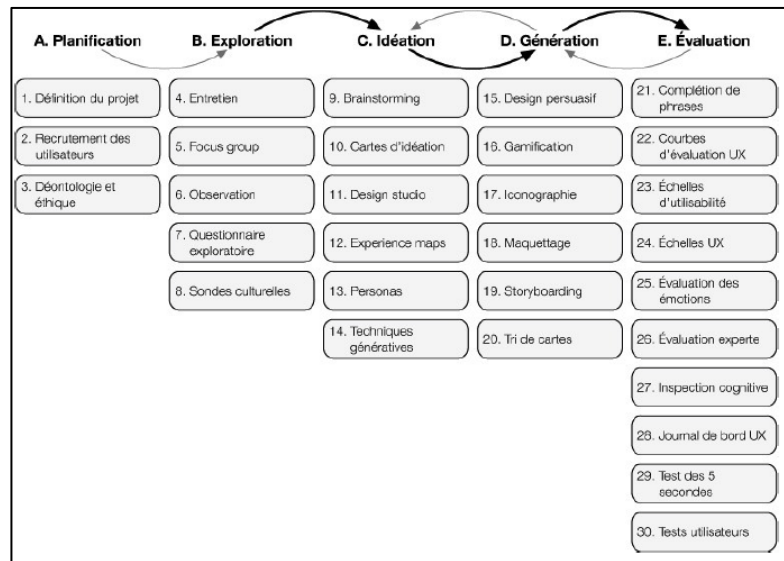 A. Planification
B. Exploration
C. Idéation
D. Génération
E. Évaluation
1. Définition du projet
2. Recrutement des
utilisateurs
3. Déontologie et
éthique
4. Entretien
5. Focus group
6. Observation
7. Questionnaire
exploratoire
8. Sondes culturelles
9. Brainstorming
10. Cartes d'idéation
11. Design studio
12. Experience maps
13. Personas
14. Techniques
génératives
15. Design persuasif
16. Gamification
17. Iconographie
18. Maquettage
19. Storyboarding
20. Tri de cartes
21. Complétion de
phrases
22. Courbes
d'évaluation UX
23. Échelles
d'utilisabilité
24. Échelles UX
25. Évaluation des
émotions
26. Évaluation experte
27. Inspection cognitive
28. Journal de bord UX
29. Test des 5
secondes
30. Tests utilisateurs